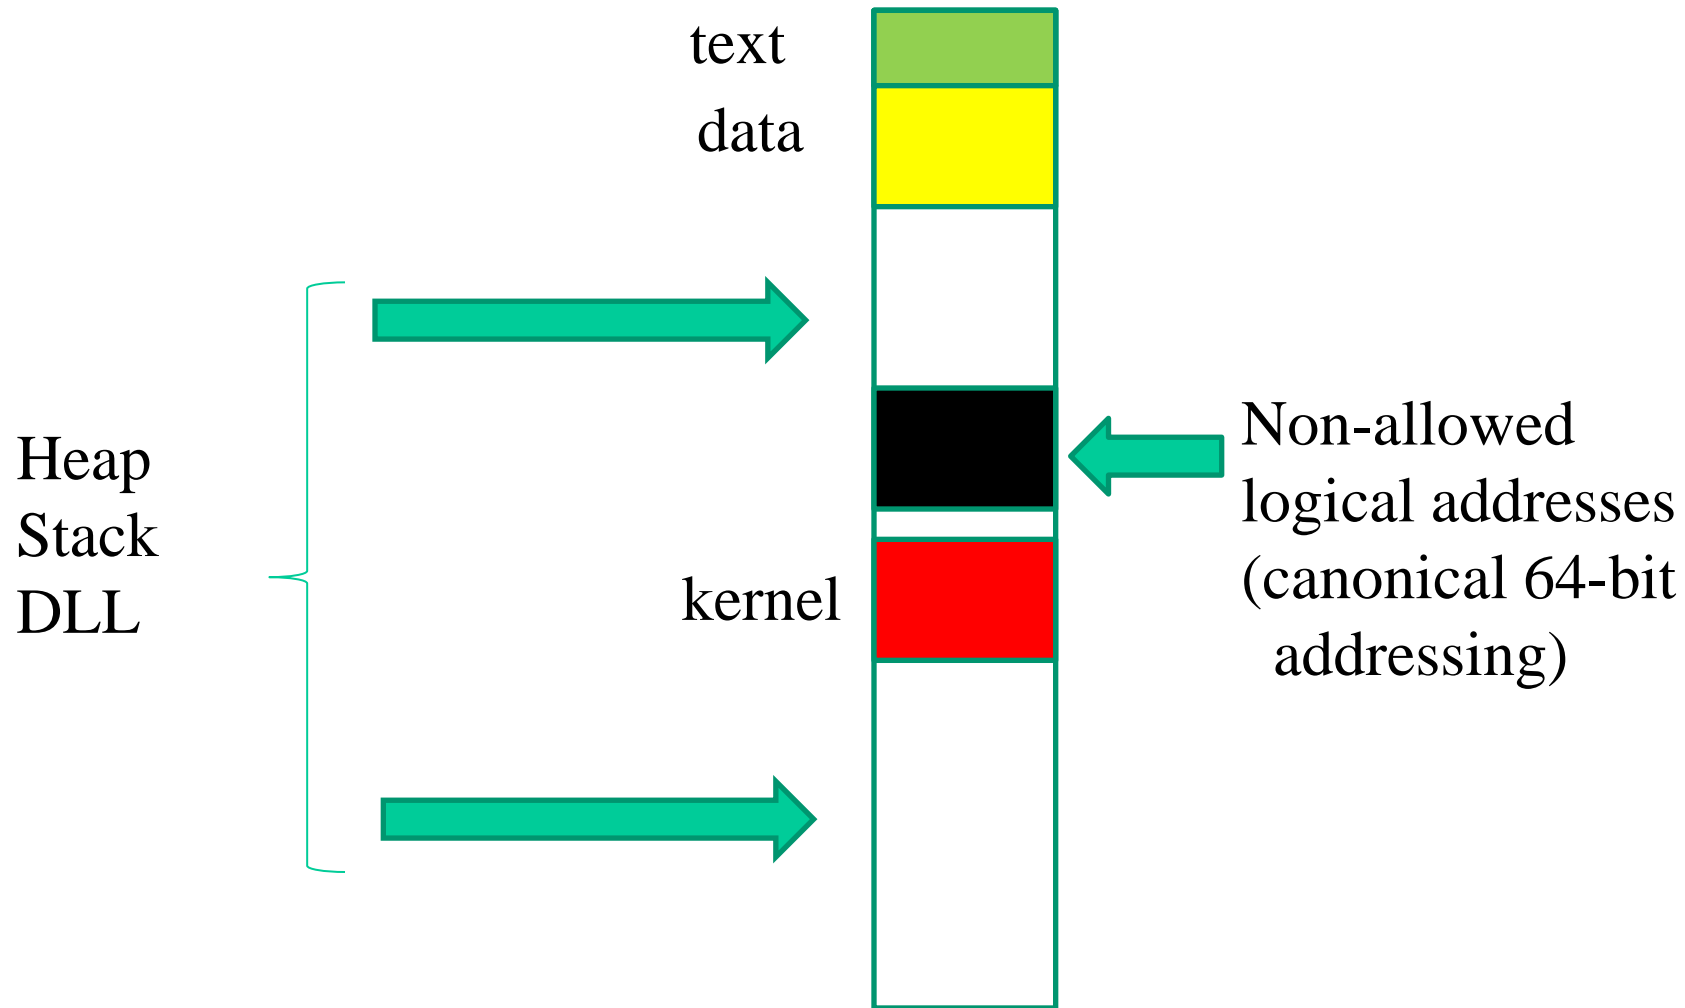 text
data
Heap
Stack
DLL
kernel
Non-allowed
logical addresses
(canonical 64-bit
addressing)